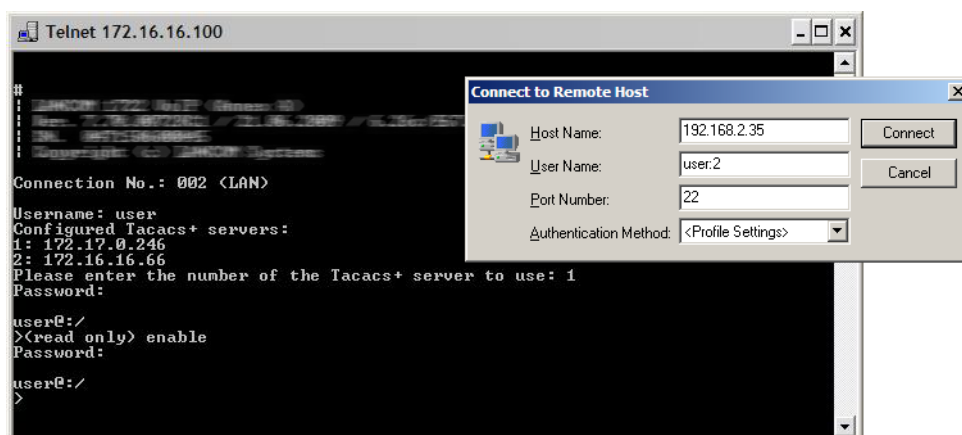 Telnet 172.16.16.100
#
Connection No.: 002 (LAN)
Username: user
Configured Tacacs+ servers:
1: 172.17.0.246
2: 172.16.16.66
Please enter the number of the Tacacs+ server to use: 1
Password:
user@:/
>(read only) enable
Password:
user@:/
>
Connect to Remote Host
Host Name: 192.168.2.35
Connect
User Name: user:2
Cancel
Port Number: 22
Authentication Method: <Profile Settings>